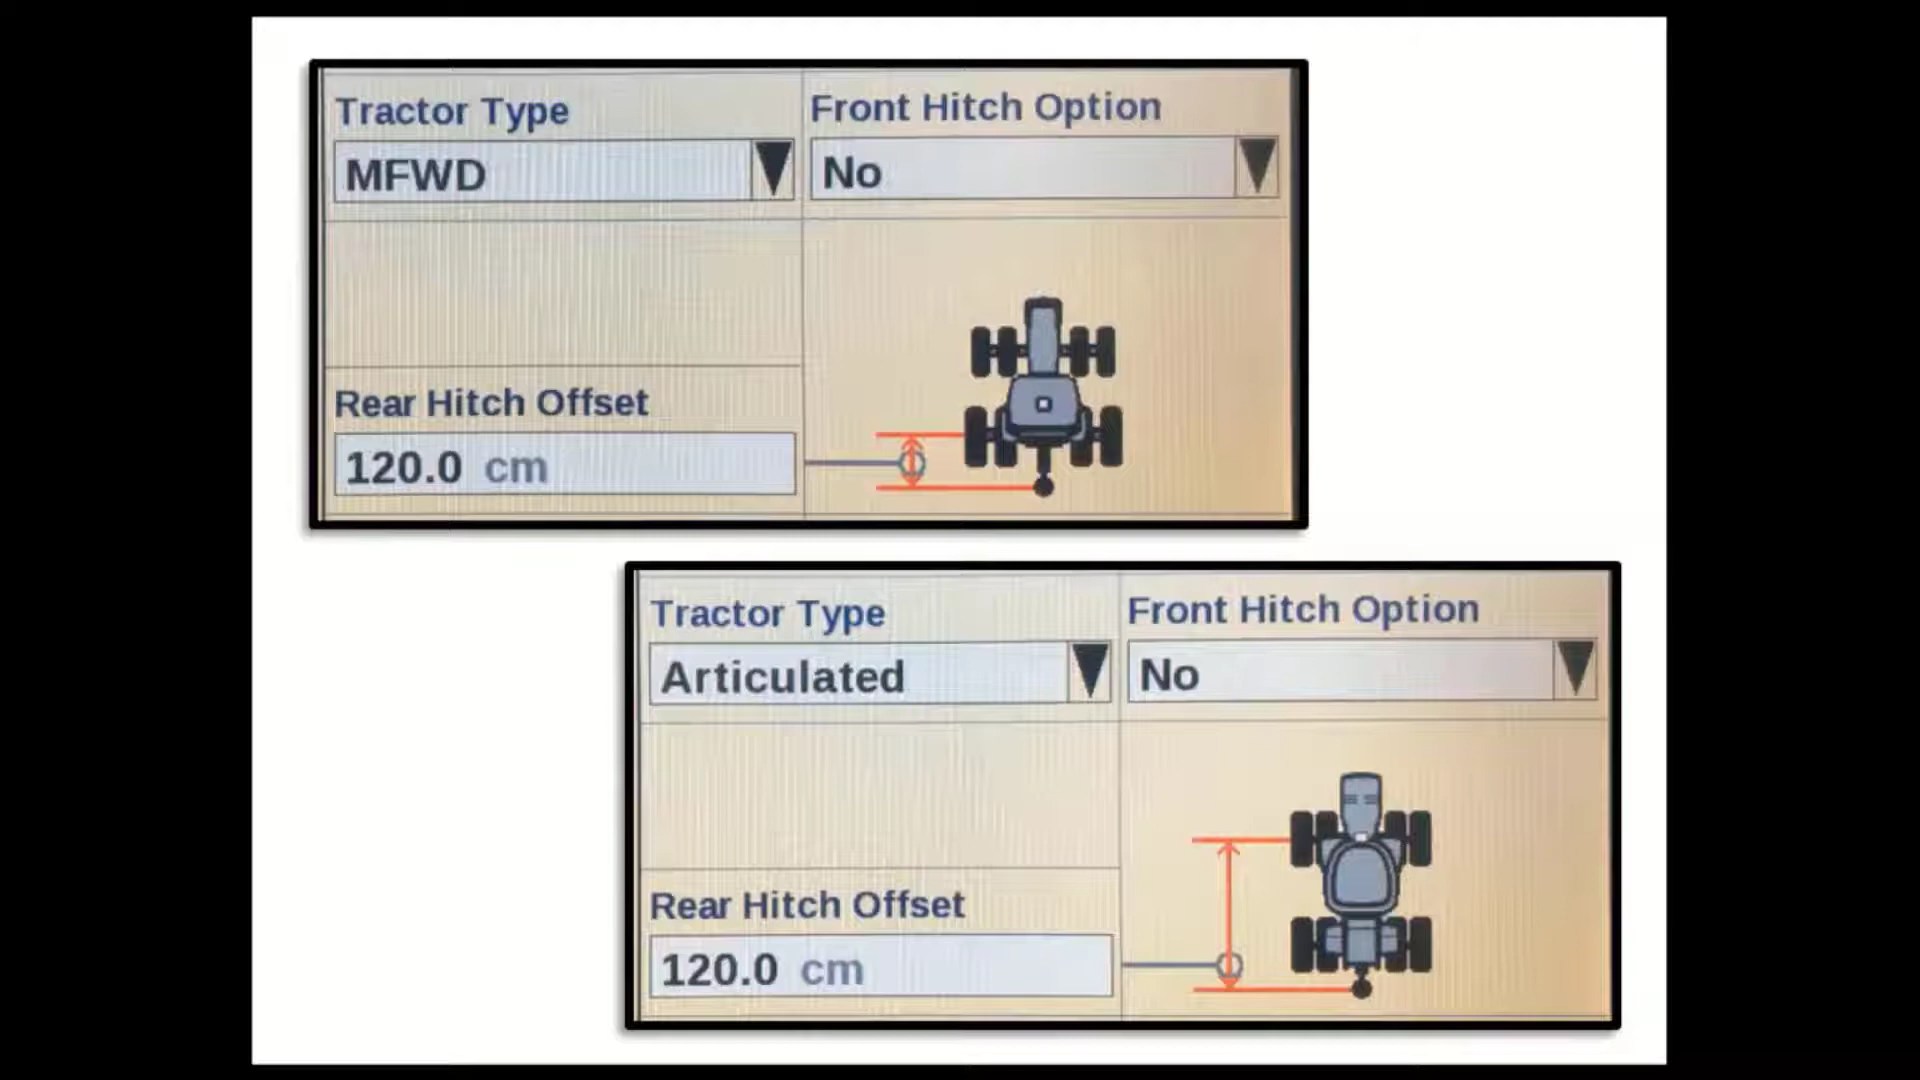 Tractor Type
Front Hitch Option
MFWD
No
Rear Hitch Offset
120.0 cm
Tractor Type
Front Hitch Option
Articulated
No
Rear Hitch Offset
120.0 cm